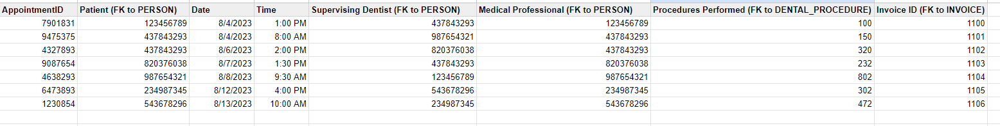 AppointmentID Patient (FK to PERSON) Date Time Supervising Dentist (FK to PERSON) Medical Professional (FK to PERSON) Procedures Performed (FK to DENTAL_PROCEDURE) Invoice ID (FK to INVOICE)
7901831 123456789 8/4/2023 1:00 PM 437843293 123456789 100 1100
9475375 437843293 8/4/2023 8:00 AM 987654321 437843293 150 1101
4327893 437843293 8/6/2023 2:00 PM 820376038 437843293 320 1102
9087654 820376038 8/7/2023 1:30 PM 437843293 820376038 232 1103
4638293 987654321 8/8/2023 9:30 AM 123456789 987654321 802 1104
6473893 234987345 8/12/2023 4:00 PM 543678296 234987345 302 1105
1230854 543678296 8/13/2023 10:00 AM 234987345 543678296 472 1106